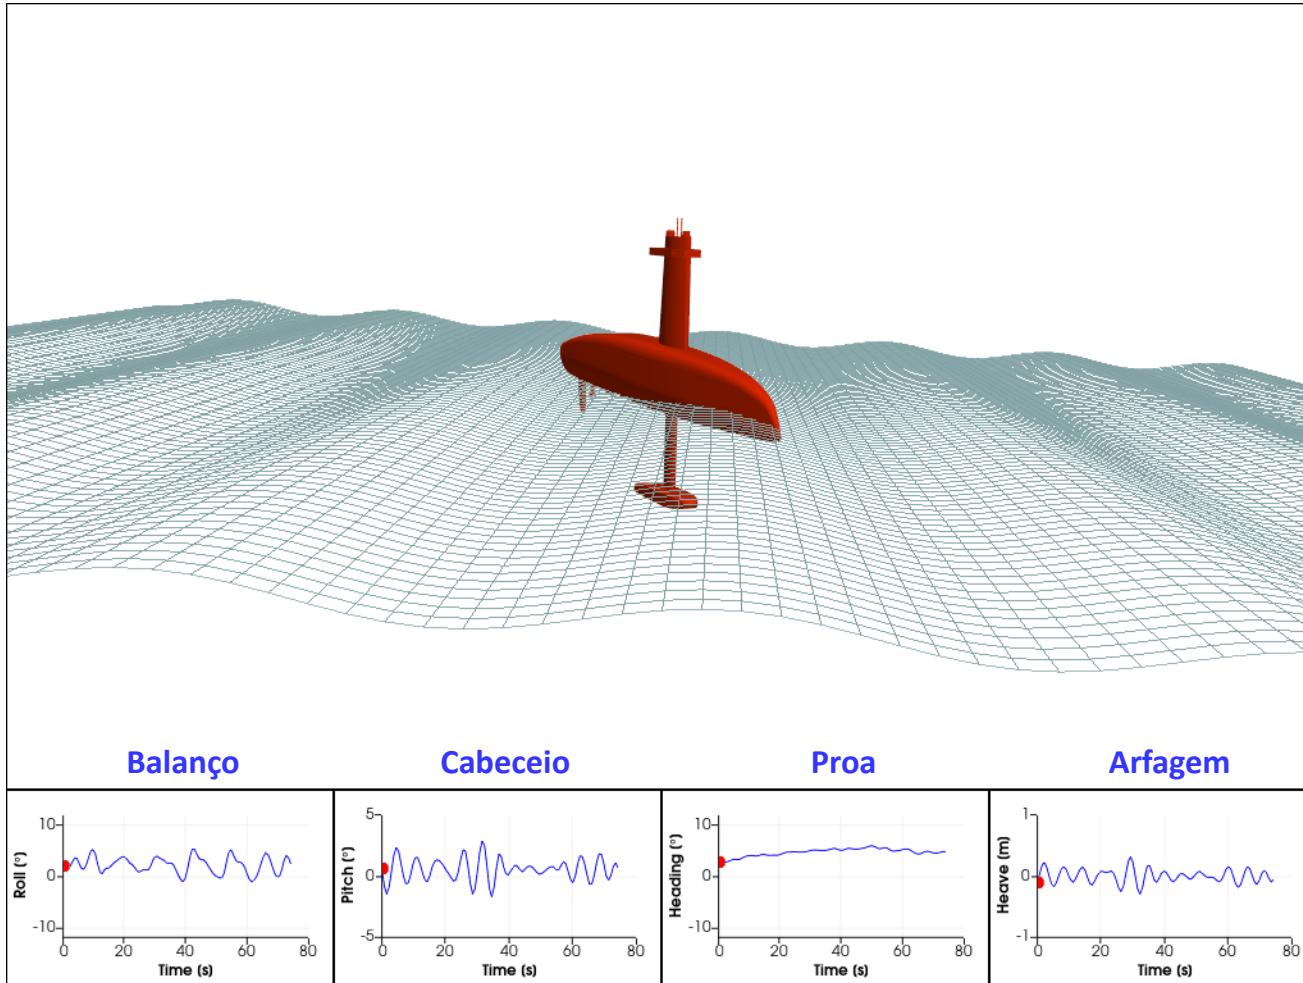 Balanço
Cabeceio
Proa
Arfagem
10
0
-10
Roll (°)
0 20 40 60 80
Time (s)
5
0
-5
Pitch (°)
0 20 40 60 80
Time (s)
10
0
-10
Heading (°)
0 20 40 60 80
Time (s)
1
0
-1
Heave (m)
0 20 40 60 80
Time (s)